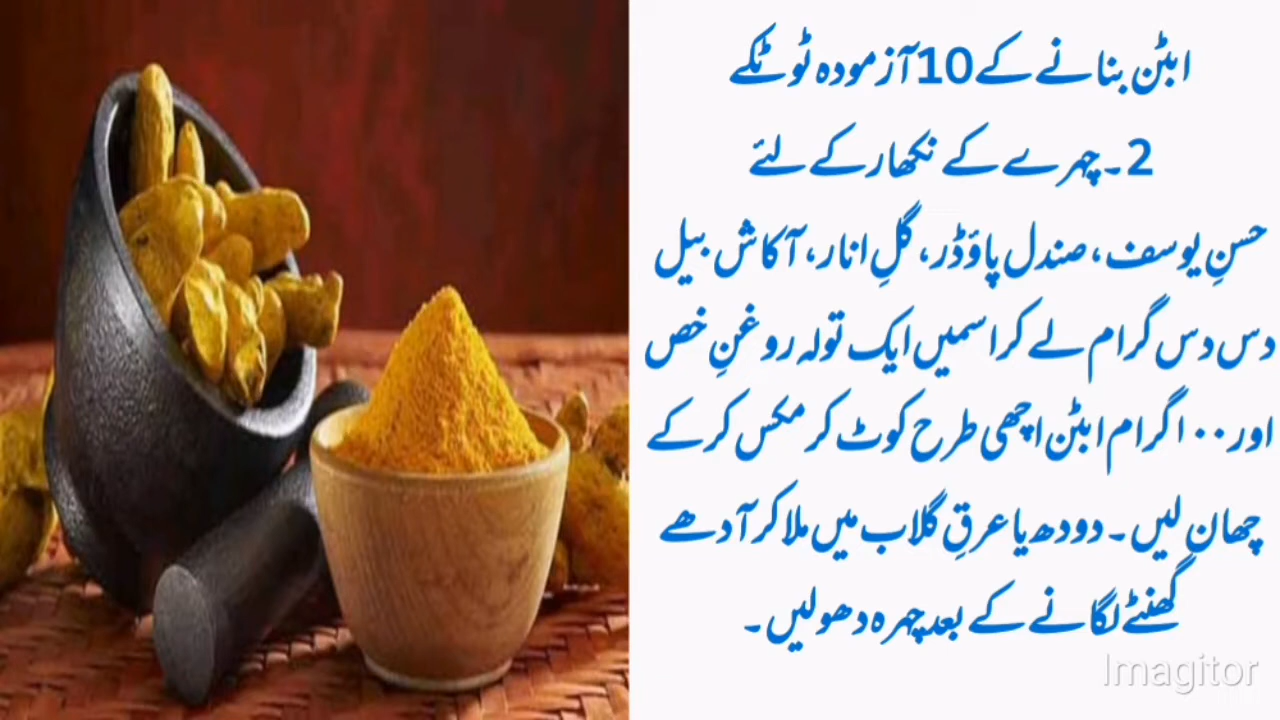 ابٹن بنانے کے 10 آزمودہ ٹوٹکے
2۔ چہرے کے نکھار کے لئے
حسنِ یوسف، صندل پاؤڈر، گلِ انار، آکاش بیل
دس دس گرام لے کر اسمیں ایک تولہ روغنِ خص
اور ۱۰۰ گرام ابٹن اچھی طرح کوٹ کر مکس کر کے
چھان لیں۔ دودھ یا عرقِ گلاب میں ملا کر آدھے
گھنٹے لگانے کے بعد چہرہ دھولیں۔
Imagitor